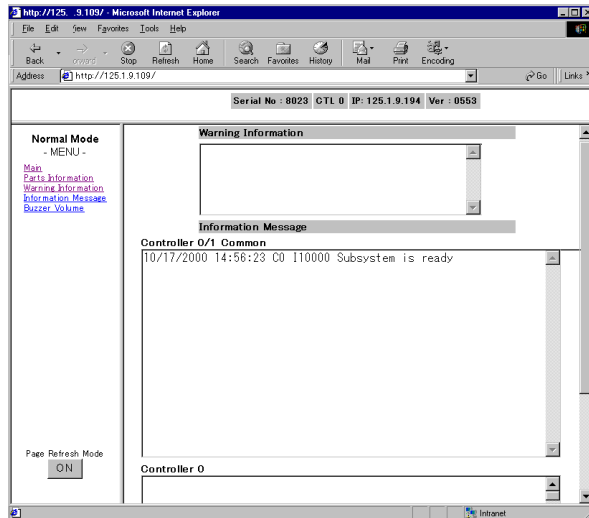 http://125. .9.109/ - Microsoft Internet Explorer
File Edit View Favorites Tools Help
Back Forward Stop Refresh Home Search Favorites History Mail Print Encoding
Address http://125.1.9.109/ Go Links
Serial No : 8023 CTL 0 IP: 125.1.9.194 Ver : 0553
Normal Mode
- MENU -
Main
Parts Information
Warning Information
Information Message
Buzzer Volume
Page Refresh Mode
ON
Warning Information
Information Message
Controller 0/1 Common
10/17/2000 14:56:23 C0 I10000 Subsystem is ready
Controller 0
Intranet